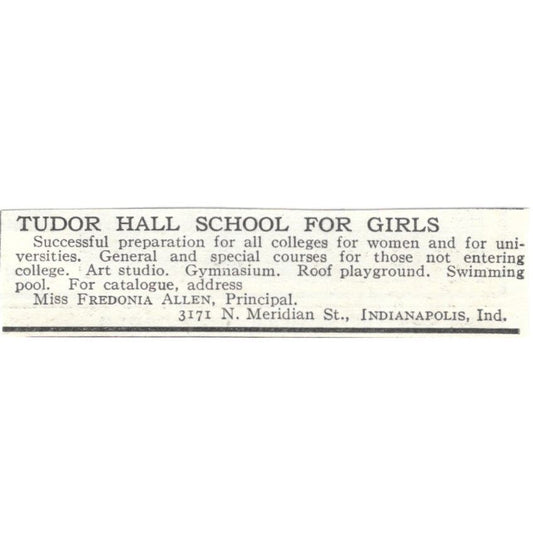 TUDOR HALL SCHOOL FOR GIRLS
Successful preparation for all colleges for women and for uni-
versities. General and special courses for those not entering
college. Art studio. Gymnasium. Roof playground. Swimming
pool. For catalogue, address
Miss FREDONIA ALLEN, Principal.
3171 N. Meridian St., INDIANAPOLIS, Ind.